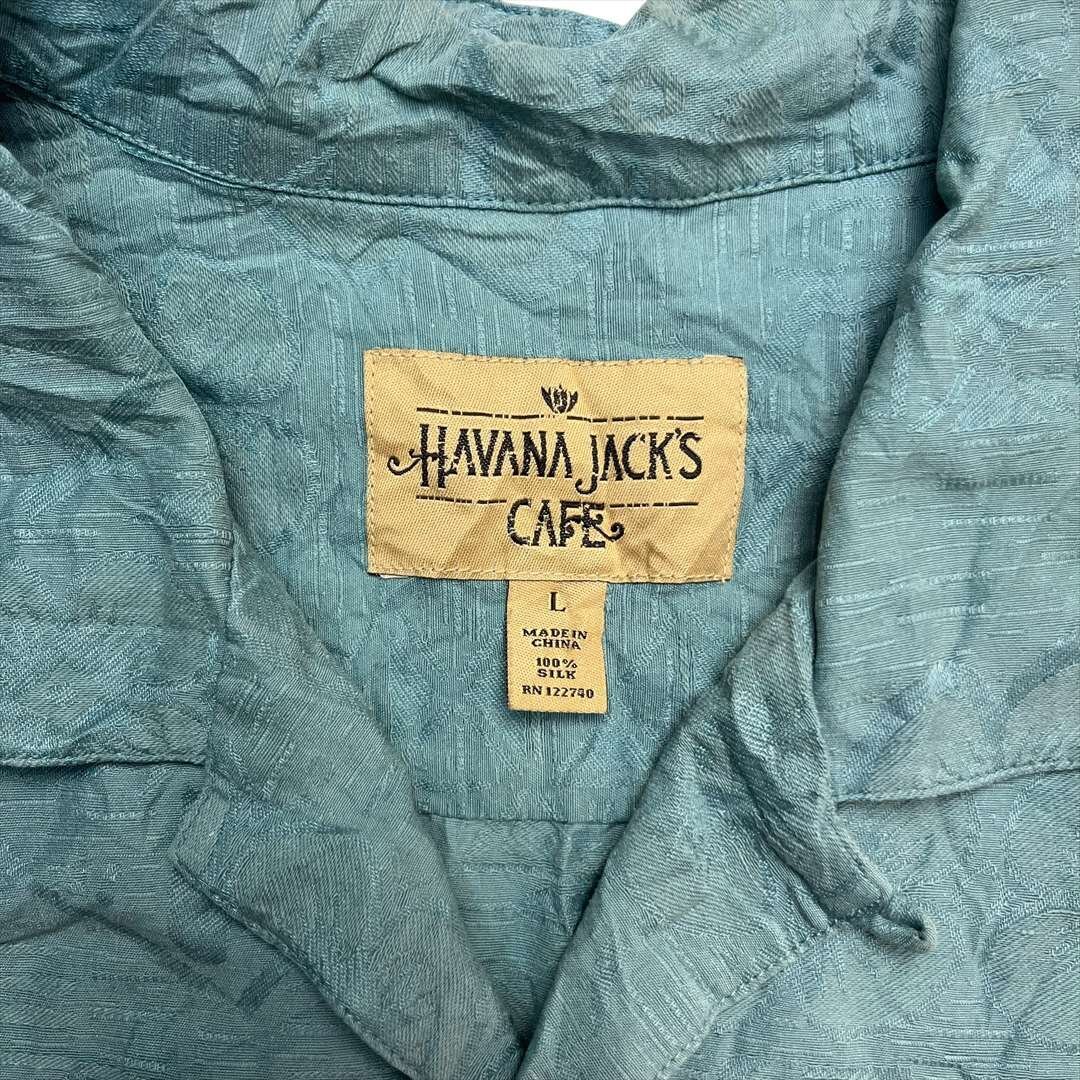 HAVANA JACK'S
CAFE
L
MADE IN
CHINA
100%
SILK
RN 122740